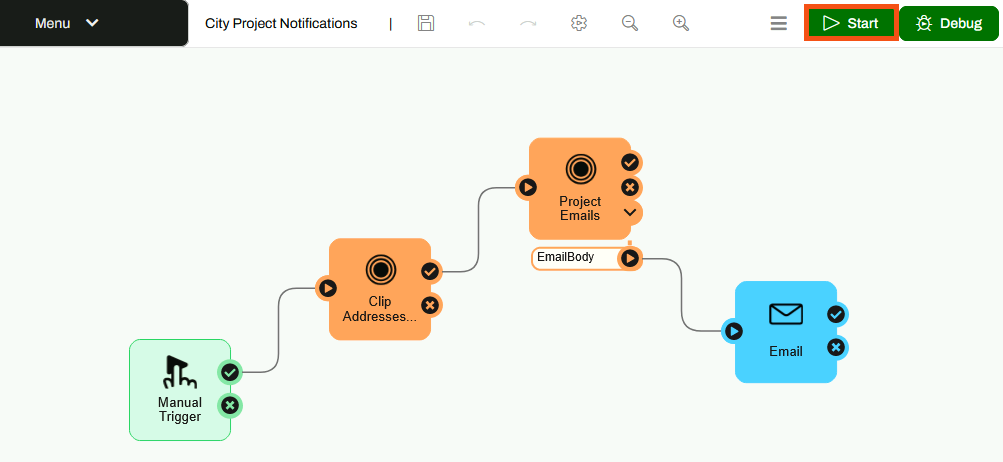 Menu
City Project Notifications
Start
Debug
Project
Emails
EmailBody
Clip
Addresses...
Email
Manual
Trigger